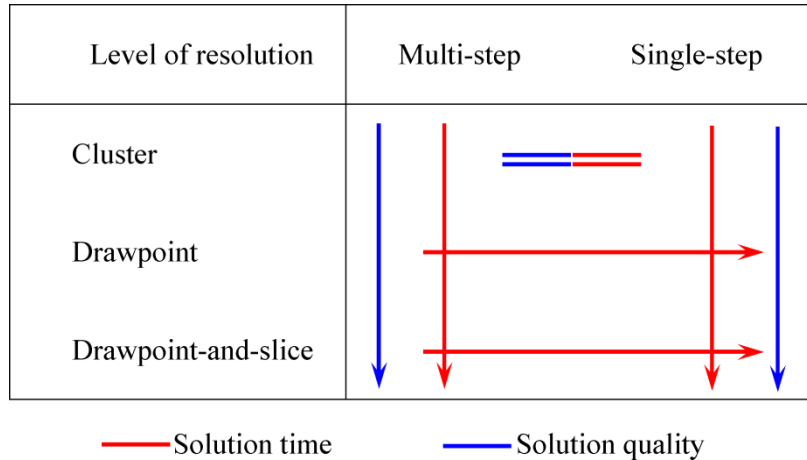 Level of resolution Multi-step Single-step
Cluster
Drawpoint
Drawpoint-and-slice
Solution time Solution quality